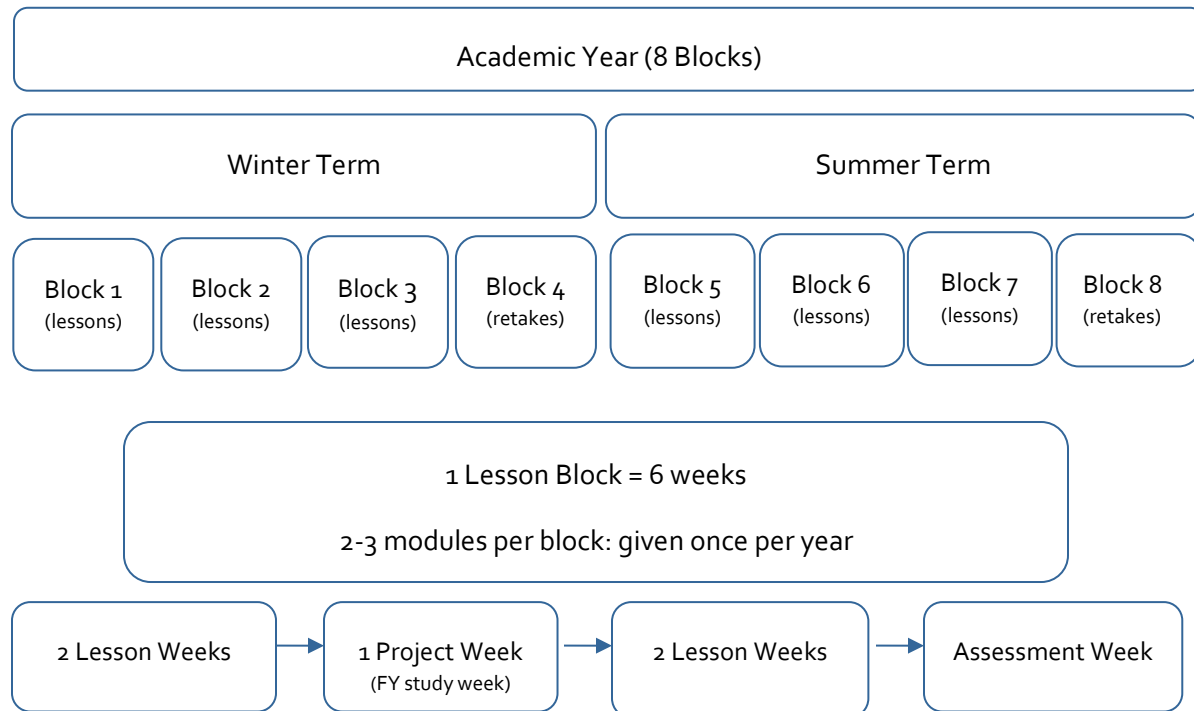 Academic Year (8 Blocks)
Winter Term
Summer Term
Block 1
(lessons)
Block 2
(lessons)
Block 3
(lessons)
Block 4
(retakes)
Block 5
(lessons)
Block 6
(lessons)
Block 7
(lessons)
Block 8
(retakes)
1 Lesson Block = 6 weeks
2-3 modules per block: given once per year
2 Lesson Weeks
1 Project Week
(FY study week)
2 Lesson Weeks
Assessment Week